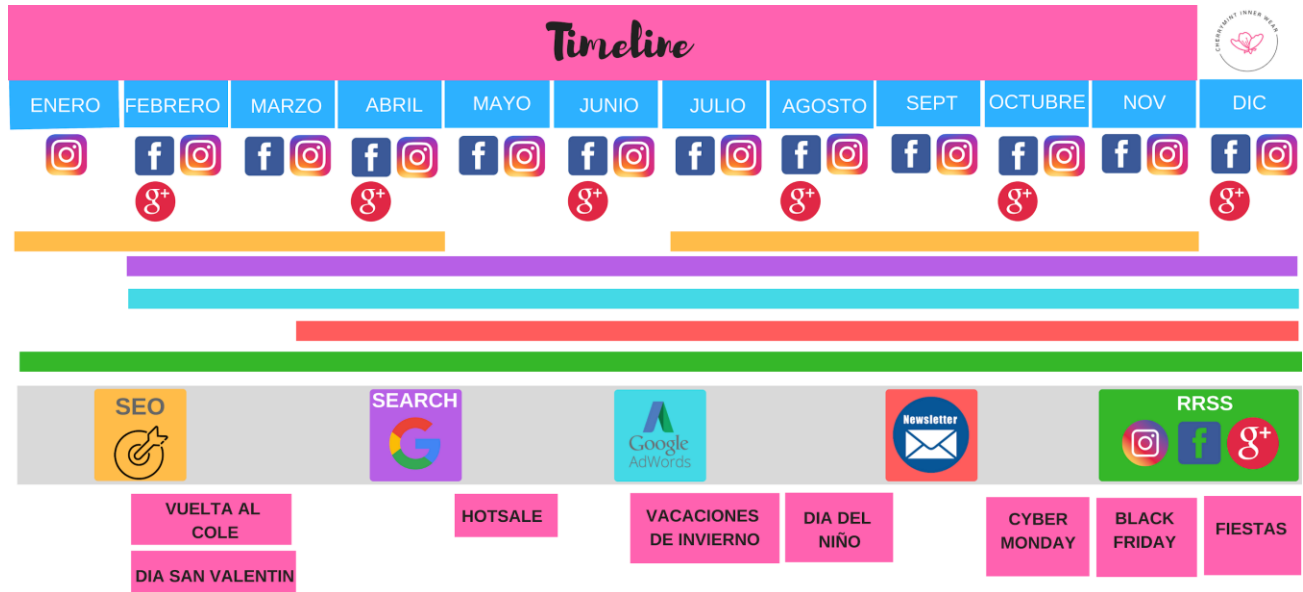 Timeline
CHERRYMINT INNER WEAR
ENERO
FEBRERO
MARZO
ABRIL
MAYO
JUNIO
JULIO
AGOSTO
SEPT
OCTUBRE
NOV
DIC
f
f
f
f
f
f
f
f
f
f
f
g+
g+
g+
g+
g+
g+
SEO
SEARCH
G
Google
AdWords
Newsletter
RRSS
f
g+
VUELTA AL
COLE
DIA SAN VALENTIN
HOTSALE
VACACIONES
DE INVIERNO
DIA DEL
NIÑO
CYBER
MONDAY
BLACK
FRIDAY
FIESTAS